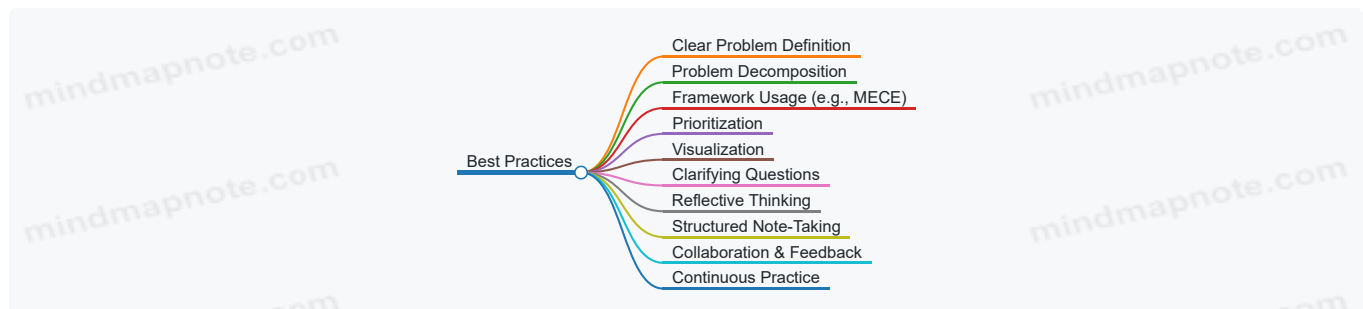 mindmapnote.com
mindmapnote.com
Clear Problem Definition
Problem Decomposition
Framework Usage (e.g., MECE)
Prioritization
Visualization
Best Practices
Clarifying Questions
Reflective Thinking
Structured Note-Taking
Collaboration & Feedback
Continuous Practice
mindmapnote.com
mindmapnote.com